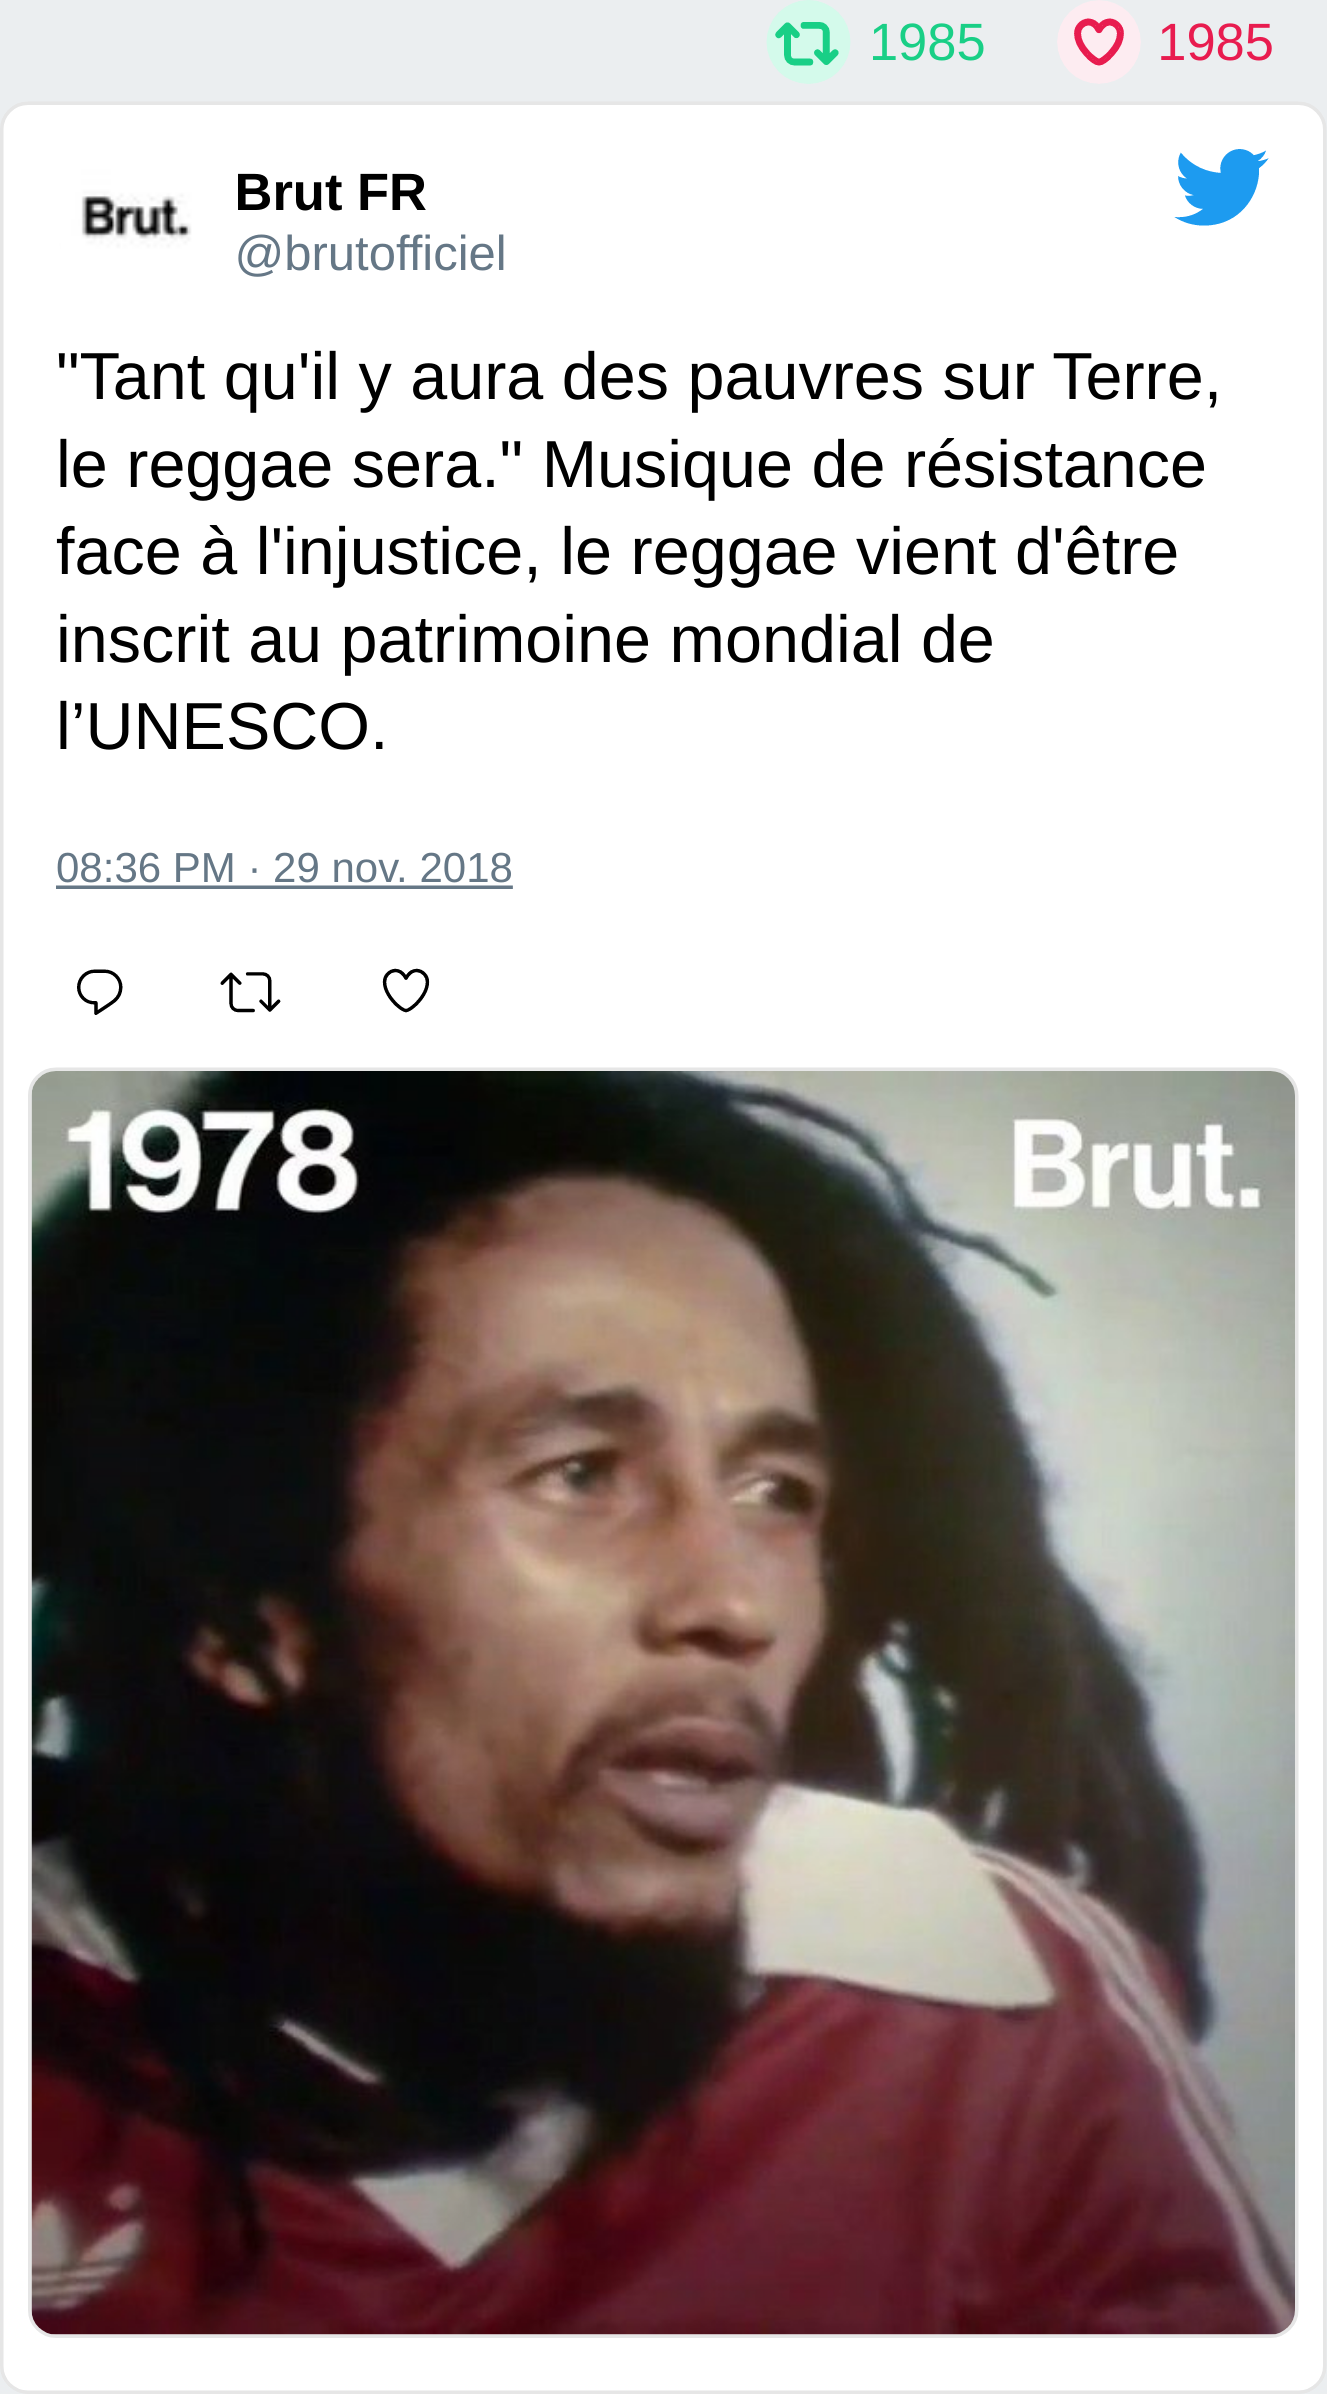 1985 1985
Brut.
Brut FR
@brutofficiel
"Tant qu'il y aura des pauvres sur Terre,
le reggae sera." Musique de résistance
face à l'injustice, le reggae vient d'être
inscrit au patrimoine mondial de
l’UNESCO.
08:36 PM · 29 nov. 2018
1978 Brut.